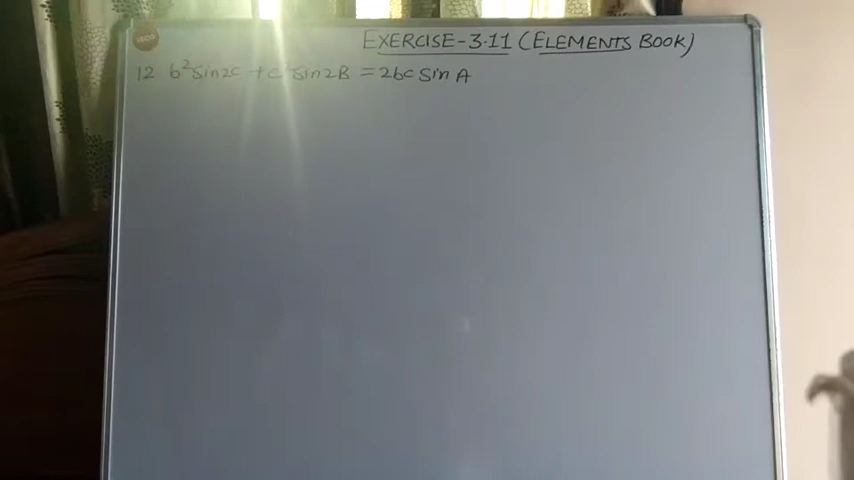 EXERCISE-3.11 (ELEMENTS BOOK)
12 b²sin2C + c²sin2B = 2bc sin A